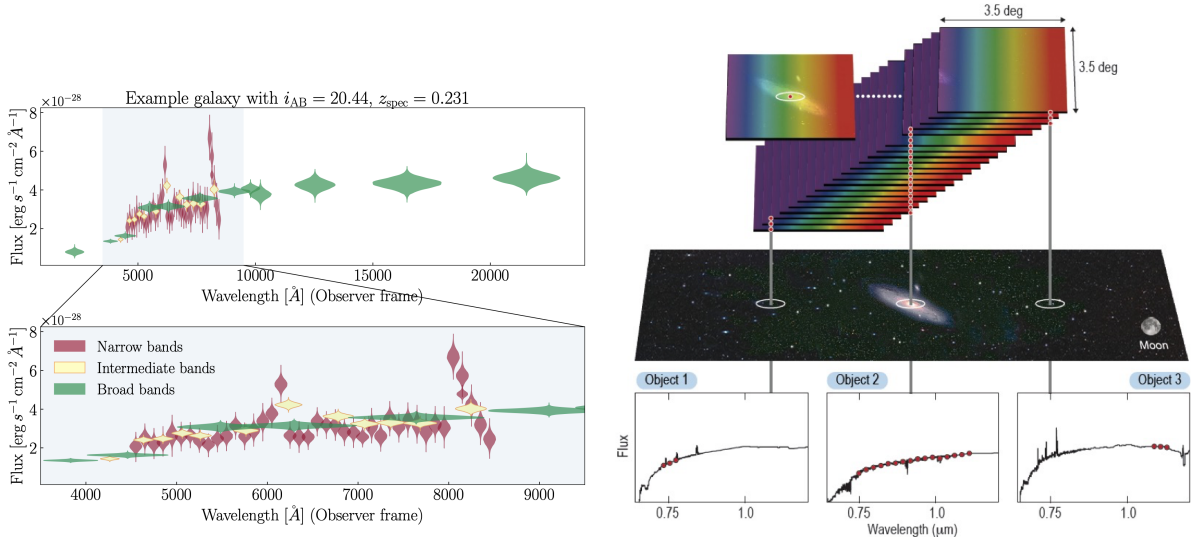 Example galaxy with i_AB = 20.44, z_spec = 0.231
×10⁻²⁸
8
6
4
2
Flux [erg s⁻¹ cm⁻² Å⁻¹]
5000 10000 15000 20000
Wavelength [Å] (Observer frame)
×10⁻²⁸
8
6
4
2
Flux [erg s⁻¹ cm⁻² Å⁻¹]
Narrow bands
Intermediate bands
Broad bands
4000 5000 6000 7000 8000 9000
Wavelength [Å] (Observer frame)
3.5 deg
3.5 deg
Moon
Object 1 Object 2 Object 3
Flux
0.75 1.0 0.75 1.0 0.75 1.0
Wavelength (μm)